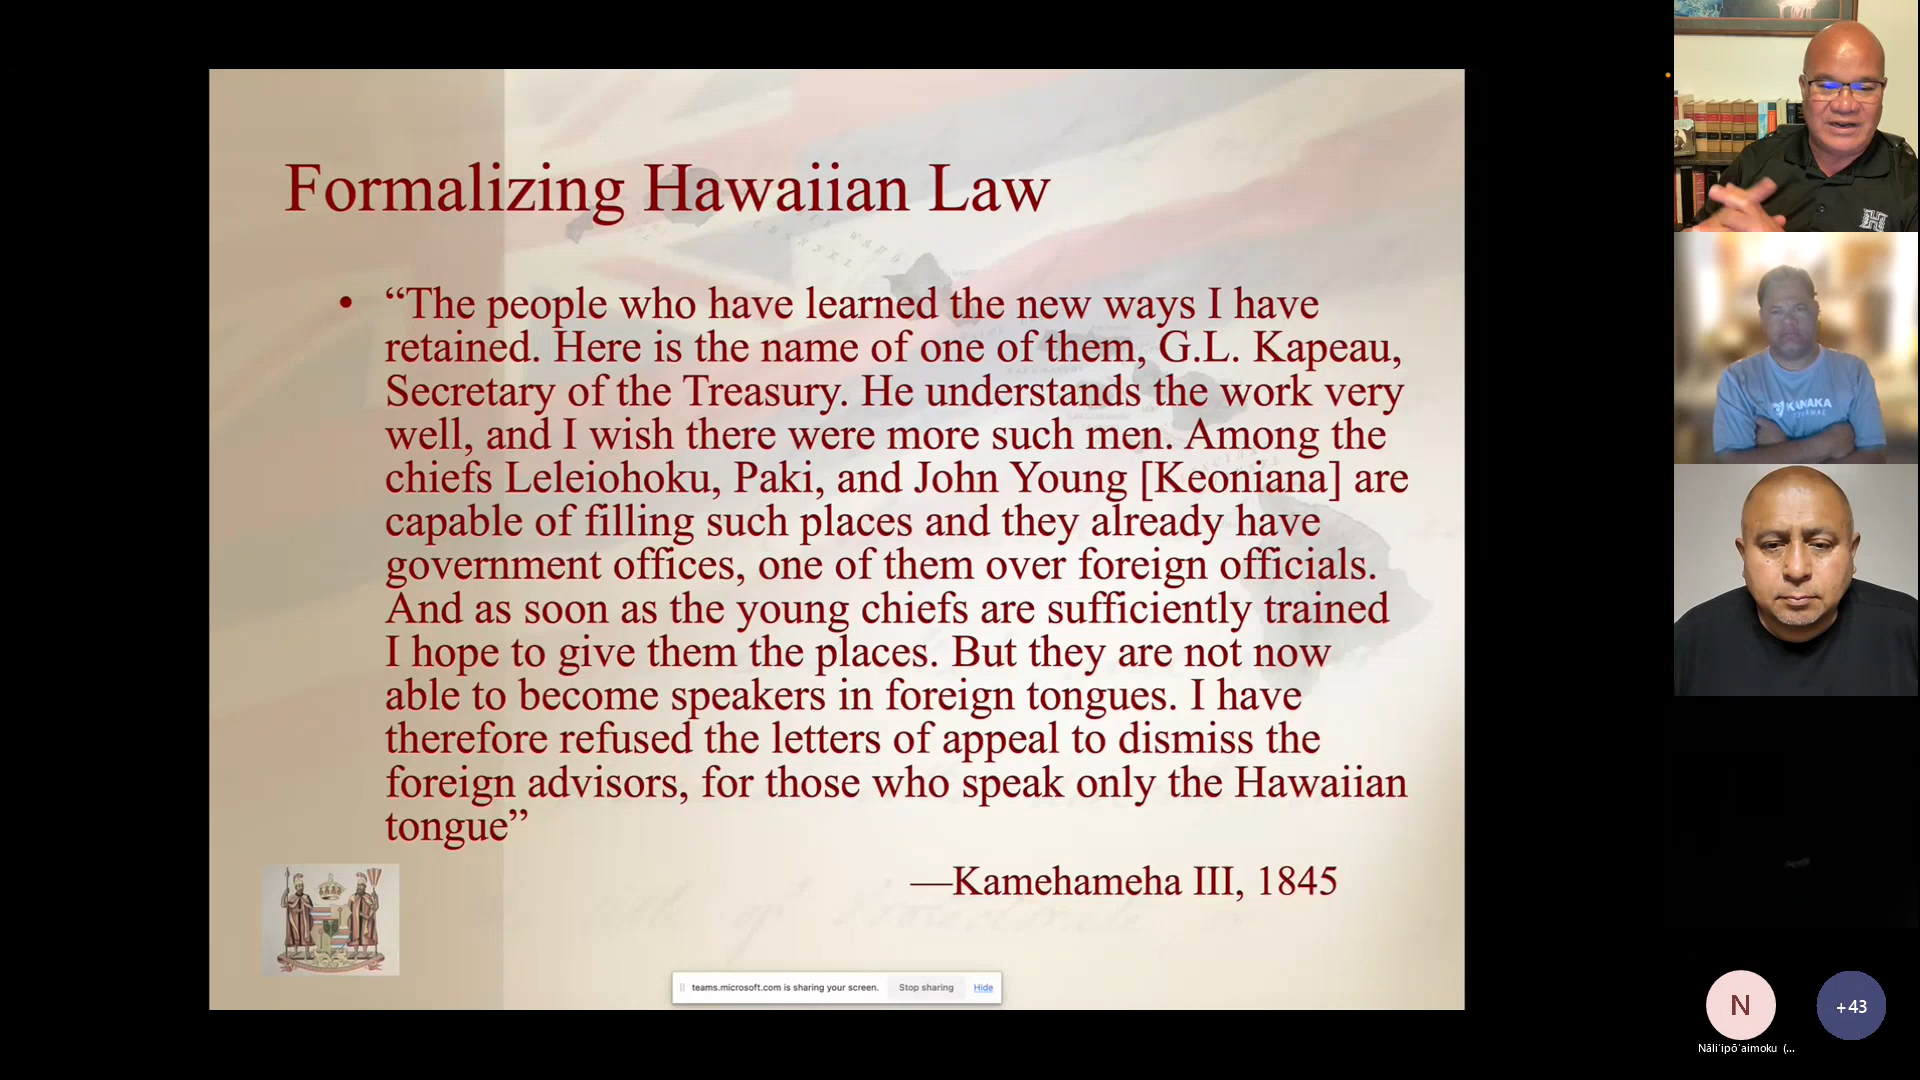 Formalizing Hawaiian Law
• “The people who have learned the new ways I have
retained. Here is the name of one of them, G.L. Kapeau,
Secretary of the Treasury. He understands the work very
well, and I wish there were more such men. Among the
chiefs Leleiohoku, Paki, and John Young [Keoniana] are
capable of filling such places and they already have
government offices, one of them over foreign officials.
And as soon as the young chiefs are sufficiently trained
I hope to give them the places. But they are not now
able to become speakers in foreign tongues. I have
therefore refused the letters of appeal to dismiss the
foreign advisors, for those who speak only the Hawaiian
tongue”
—Kamehameha III, 1845
teams.microsoft.com is sharing your screen. Stop sharing Hide
KANAKA
H
N
+43
Nāliʻipōʻaimoku (...